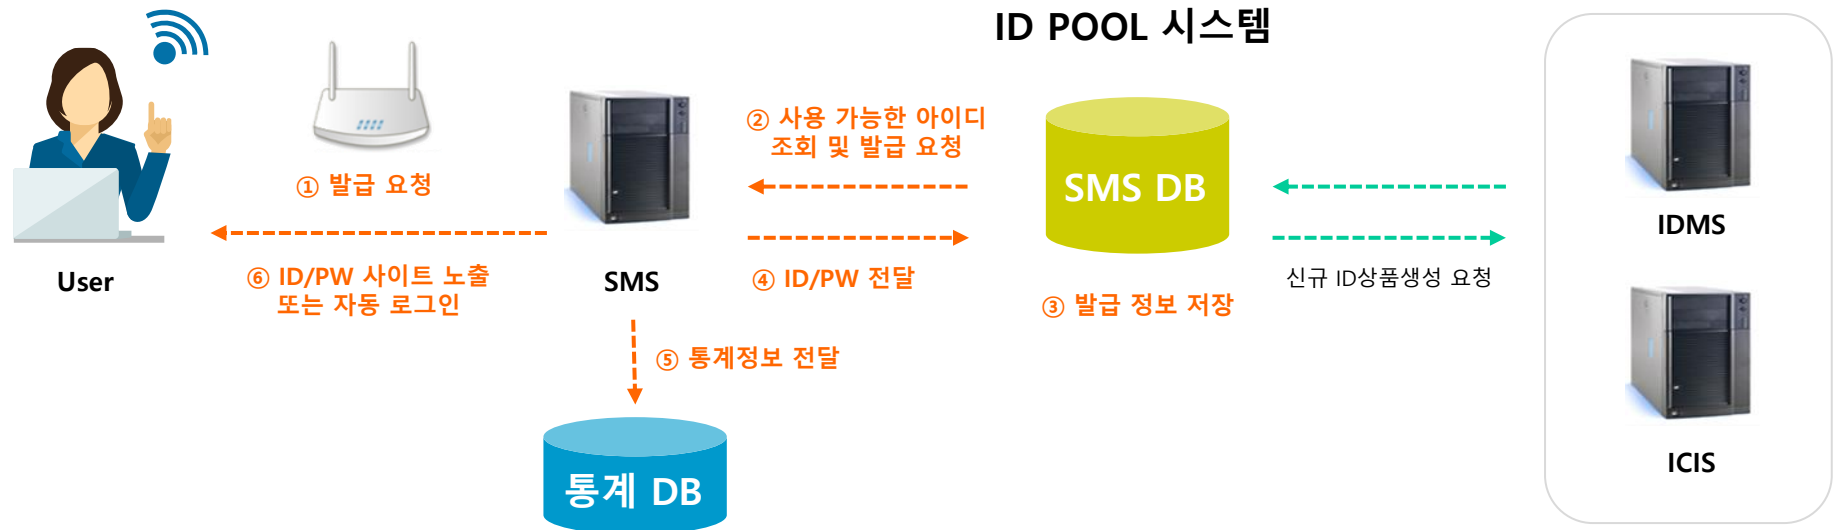 ID POOL 시스템
② 사용 가능한 아이디
조회 및 발급 요청
① 발급 요청
SMS DB
IDMS
User
⑥ ID/PW 사이트 노출
또는 자동 로그인
SMS
④ ID/PW 전달
③ 발급 정보 저장
신규 ID상품생성 요청
⑤ 통계정보 전달
ICIS
통계 DB